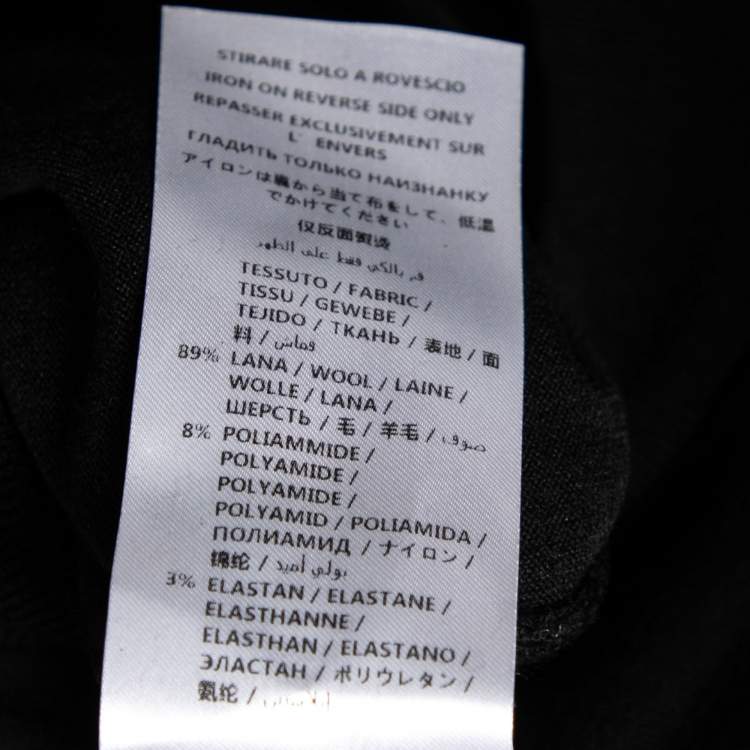 STIRARE SOLO A ROVESCIO
IRON ON REVERSE SIDE ONLY
REPASSER EXCLUSIVEMENT SUR
L' ENVERS
ГЛАДИТЬ ТОЛЬКО НАИЗНАНКУ
アイロンは裏から当て布をして、低温
でかけてください
仅反面熨烫
قم بالكي فقط على الظهر
TESSUTO / FABRIC /
TISSU / GEWEBE /
TEJIDO / ТКАНЬ / 表地 / 面
料 / قماش
89% LANA / WOOL / LAINE /
WOLLE / LANA /
ШЕРСТЬ / 毛 / 羊毛 / صوف
8% POLIAMMIDE /
POLYAMIDE /
POLYAMIDE /
POLYAMID / POLIAMIDA /
ПОЛИАМИД / ナイロン /
锦纶 / بولي أميد
3% ELASTAN / ELASTANE /
ELASTHANNE /
ELASTHAN / ELASTANO /
ЭЛАСТАН / ポリウレタン /
氨纶 /